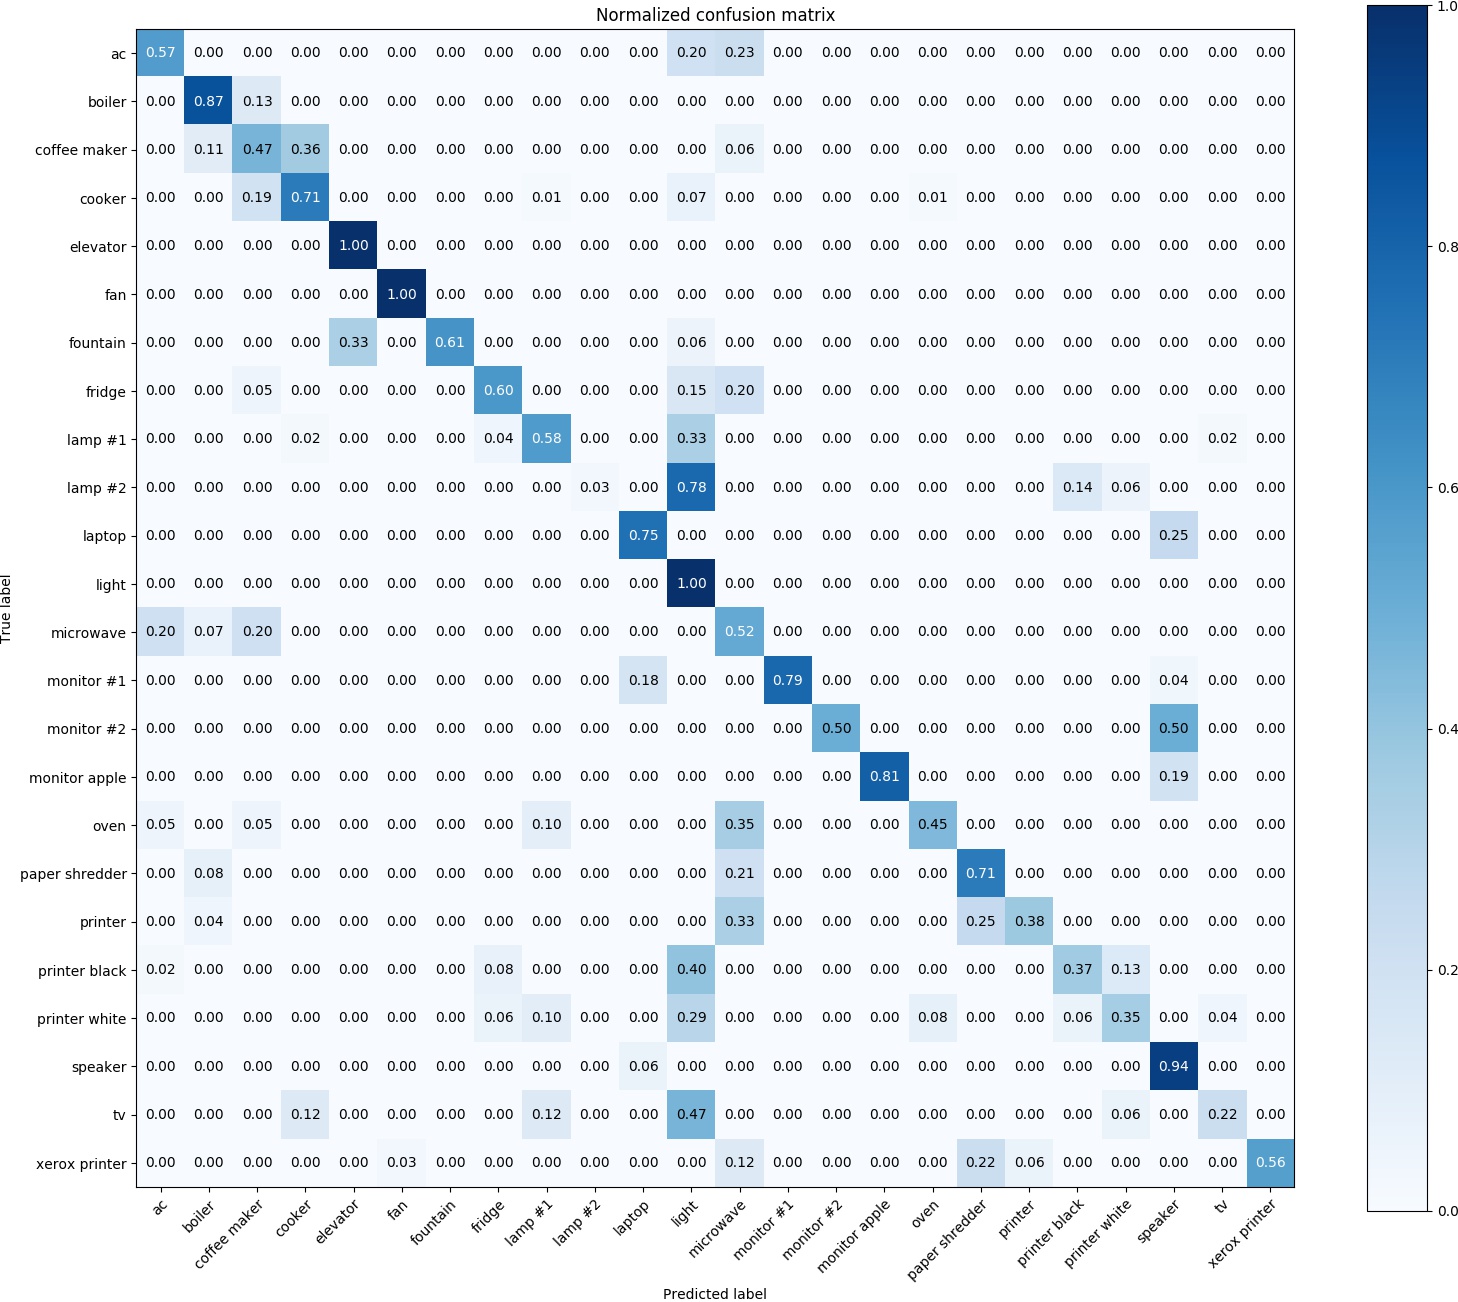 Normalized confusion matrix
ac 0.57 0.00 0.00 0.00 0.00 0.00 0.00 0.00 0.00 0.00 0.00 0.20 0.23 0.00 0.00 0.00 0.00 0.00 0.00 0.00 0.00 0.00 0.00 0.00
boiler 0.00 0.87 0.13 0.00 0.00 0.00 0.00 0.00 0.00 0.00 0.00 0.00 0.00 0.00 0.00 0.00 0.00 0.00 0.00 0.00 0.00 0.00 0.00 0.00
coffee maker 0.00 0.11 0.47 0.36 0.00 0.00 0.00 0.00 0.00 0.00 0.00 0.00 0.06 0.00 0.00 0.00 0.00 0.00 0.00 0.00 0.00 0.00 0.00 0.00
cooker 0.00 0.00 0.19 0.71 0.00 0.00 0.00 0.00 0.01 0.00 0.00 0.07 0.00 0.00 0.00 0.00 0.01 0.00 0.00 0.00 0.00 0.00 0.00 0.00
elevator 0.00 0.00 0.00 0.00 1.00 0.00 0.00 0.00 0.00 0.00 0.00 0.00 0.00 0.00 0.00 0.00 0.00 0.00 0.00 0.00 0.00 0.00 0.00 0.00
fan 0.00 0.00 0.00 0.00 0.00 1.00 0.00 0.00 0.00 0.00 0.00 0.00 0.00 0.00 0.00 0.00 0.00 0.00 0.00 0.00 0.00 0.00 0.00 0.00
fountain 0.00 0.00 0.00 0.00 0.33 0.00 0.61 0.00 0.00 0.00 0.00 0.06 0.00 0.00 0.00 0.00 0.00 0.00 0.00 0.00 0.00 0.00 0.00 0.00
fridge 0.00 0.00 0.05 0.00 0.00 0.00 0.00 0.60 0.00 0.00 0.00 0.15 0.20 0.00 0.00 0.00 0.00 0.00 0.00 0.00 0.00 0.00 0.00 0.00
lamp #1 0.00 0.00 0.00 0.02 0.00 0.00 0.00 0.04 0.58 0.00 0.00 0.33 0.00 0.00 0.00 0.00 0.00 0.00 0.00 0.00 0.00 0.00 0.02 0.00
lamp #2 0.00 0.00 0.00 0.00 0.00 0.00 0.00 0.00 0.00 0.03 0.00 0.78 0.00 0.00 0.00 0.00 0.00 0.00 0.00 0.14 0.06 0.00 0.00 0.00
laptop 0.00 0.00 0.00 0.00 0.00 0.00 0.00 0.00 0.00 0.00 0.75 0.00 0.00 0.00 0.00 0.00 0.00 0.00 0.00 0.00 0.00 0.25 0.00 0.00
light 0.00 0.00 0.00 0.00 0.00 0.00 0.00 0.00 0.00 0.00 0.00 1.00 0.00 0.00 0.00 0.00 0.00 0.00 0.00 0.00 0.00 0.00 0.00 0.00
microwave 0.20 0.07 0.20 0.00 0.00 0.00 0.00 0.00 0.00 0.00 0.00 0.00 0.52 0.00 0.00 0.00 0.00 0.00 0.00 0.00 0.00 0.00 0.00 0.00
monitor #1 0.00 0.00 0.00 0.00 0.00 0.00 0.00 0.00 0.00 0.00 0.18 0.00 0.00 0.79 0.00 0.00 0.00 0.00 0.00 0.00 0.00 0.04 0.00 0.00
monitor #2 0.00 0.00 0.00 0.00 0.00 0.00 0.00 0.00 0.00 0.00 0.00 0.00 0.00 0.00 0.50 0.00 0.00 0.00 0.00 0.00 0.00 0.50 0.00 0.00
monitor apple 0.00 0.00 0.00 0.00 0.00 0.00 0.00 0.00 0.00 0.00 0.00 0.00 0.00 0.00 0.00 0.81 0.00 0.00 0.00 0.00 0.00 0.19 0.00 0.00
oven 0.05 0.00 0.05 0.00 0.00 0.00 0.00 0.00 0.10 0.00 0.00 0.00 0.35 0.00 0.00 0.00 0.45 0.00 0.00 0.00 0.00 0.00 0.00 0.00
paper shredder 0.00 0.08 0.00 0.00 0.00 0.00 0.00 0.00 0.00 0.00 0.00 0.00 0.21 0.00 0.00 0.00 0.00 0.71 0.00 0.00 0.00 0.00 0.00 0.00
printer 0.00 0.04 0.00 0.00 0.00 0.00 0.00 0.00 0.00 0.00 0.00 0.00 0.33 0.00 0.00 0.00 0.00 0.25 0.38 0.00 0.00 0.00 0.00 0.00
printer black 0.02 0.00 0.00 0.00 0.00 0.00 0.00 0.08 0.00 0.00 0.00 0.40 0.00 0.00 0.00 0.00 0.00 0.00 0.00 0.37 0.13 0.00 0.00 0.00
printer white 0.00 0.00 0.00 0.00 0.00 0.00 0.00 0.06 0.10 0.00 0.00 0.29 0.00 0.00 0.00 0.00 0.08 0.00 0.00 0.06 0.35 0.00 0.04 0.00
speaker 0.00 0.00 0.00 0.00 0.00 0.00 0.00 0.00 0.00 0.00 0.06 0.00 0.00 0.00 0.00 0.00 0.00 0.00 0.00 0.00 0.00 0.94 0.00 0.00
tv 0.00 0.00 0.00 0.12 0.00 0.00 0.00 0.00 0.12 0.00 0.00 0.47 0.00 0.00 0.00 0.00 0.00 0.00 0.00 0.00 0.06 0.00 0.22 0.00
xerox printer 0.00 0.00 0.00 0.00 0.00 0.03 0.00 0.00 0.00 0.00 0.00 0.00 0.12 0.00 0.00 0.00 0.00 0.22 0.06 0.00 0.00 0.00 0.00 0.56
ac boiler coffee maker cooker elevator fan fountain fridge lamp #1 lamp #2 laptop light microwave monitor #1 monitor #2 monitor apple oven paper shredder printer printer black printer white speaker tv xerox printer
Predicted label
True label
1.0
0.8
0.6
0.4
0.2
0.0